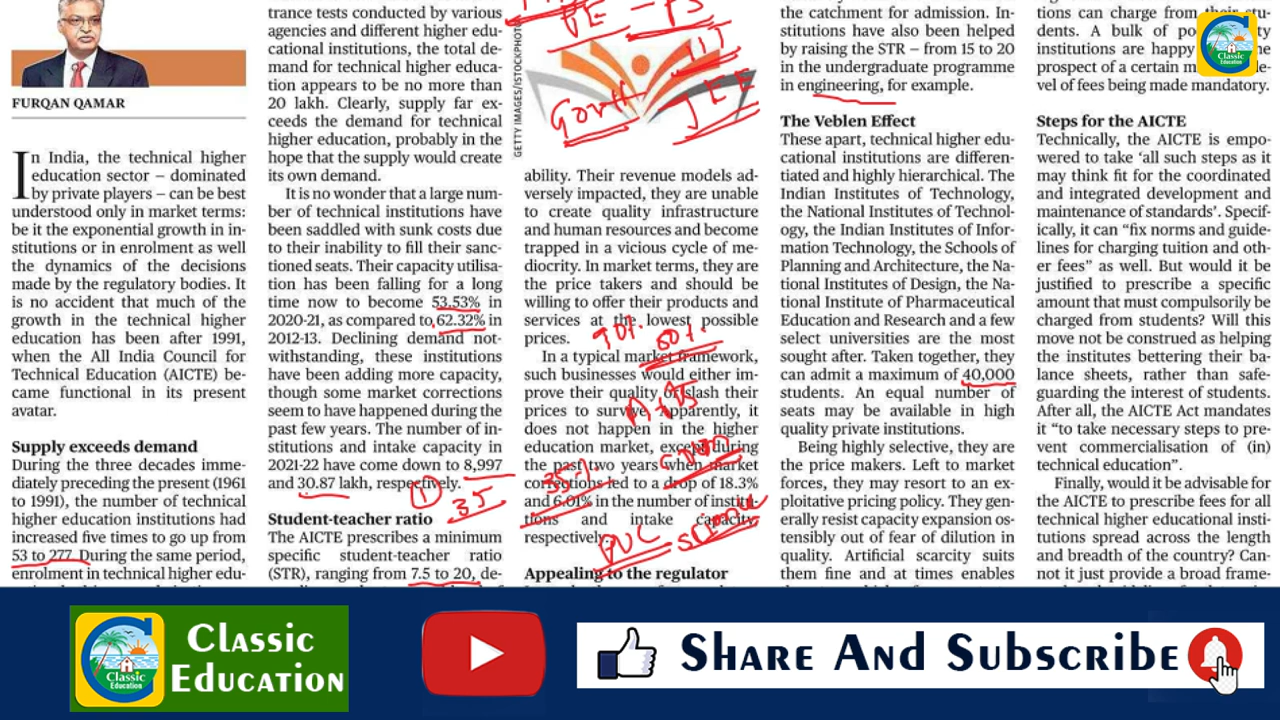 FURQAN QAMAR
In India, the technical higher
education sector – dominated
by private players – can be best
understood only in market terms:
be it the exponential growth in in-
stitutions or in enrolment as well
the dynamics of the decisions
made by the regulatory bodies. It
is no accident that much of the
growth in the technical higher
education has been after 1991,
when the All India Council for
Technical Education (AICTE) be-
came functional in its present
avatar.
Supply exceeds demand
During the three decades imme-
diately preceding the present (1961
to 1991), the number of technical
higher education institutions had
increased five times to go up from
53 to 277. During the same period,
enrolment in technical higher edu-
trance tests conducted by various
agencies and different higher edu-
cational institutions, the total de-
mand for technical higher educa-
tion appears to be no more than
20 lakh. Clearly, supply far ex-
ceeds the demand for technical
higher education, probably in the
hope that the supply would create
its own demand.
It is no wonder that a large num-
ber of technical institutions have
been saddled with sunk costs due
to their inability to fill their sanc-
tioned seats. Their capacity utilisa-
tion has been falling for a long
time now to become 53.53% in
2020-21, as compared to 62.32% in
2012-13. Declining demand not-
withstanding, these institutions
have been adding more capacity,
though some market corrections
seem to have happened during the
past few years. The number of in-
stitutions and intake capacity in
2021-22 have come down to 8,997
and 30.87 lakh, respectively.
1
35
Student-teacher ratio
The AICTE prescribes a minimum
specific student-teacher ratio
(STR), ranging from 7.5 to 20, de-
GETTY IMAGES/ISTOCKPHOTO
PE – PS
IIT
Govt
JEE
ability. Their revenue models ad-
versely impacted, they are unable
to create quality infrastructure
and human resources and become
trapped in a vicious cycle of me-
diocrity. In market terms, they are
the price takers and should be
willing to offer their products and
services at the lowest possible
prices.
90%
60%
In a typical market framework,
such businesses would either im-
prove their quality or slash their
prices to survive. Apparently, it
does not happen in the higher
education market, except during
the past two years when market
corrections led to a drop of 18.3%
and 6.01% in the number of institu-
tions and intake capacity,
respectively.
35%
PUC science
Appealing to the regulator
the catchment for admission. In-
stitutions have also been helped
by raising the STR – from 15 to 20
in the undergraduate programme
in engineering, for example.
The Veblen Effect
These apart, technical higher edu-
cational institutions are differen-
tiated and highly hierarchical. The
Indian Institutes of Technology,
the National Institutes of Technol-
ogy, the Indian Institutes of Infor-
mation Technology, the Schools of
Planning and Architecture, the Na-
tional Institutes of Design, the Na-
tional Institute of Pharmaceutical
Education and Research and a few
select universities are the most
sought after. Taken together, they
can admit a maximum of 40,000
students. An equal number of
seats may be available in high
quality private institutions.
Being highly selective, they are
the price makers. Left to market
forces, they may resort to an ex-
ploitative pricing policy. They gen-
erally resist capacity expansion os-
tensibly out of fear of dilution in
quality. Artificial scarcity suits
them fine and at times enables
tions can charge from their stu-
dents. A bulk of
institutions are happy
prospect of a certain
vel of fees being made mandatory.
Steps for the AICTE
Technically, the AICTE is empo-
wered to take 'all such steps as it
may think fit for the coordinated
and integrated development and
maintenance of standards'. Specif-
ically, it can "fix norms and guide-
lines for charging tuition and oth-
er fees" as well. But would it be
justified to prescribe a specific
amount that must compulsorily be
charged from students? Will this
move not be construed as helping
the institutes bettering their ba-
lance sheets, rather than safe-
guarding the interest of students.
After all, the AICTE Act mandates
it "to take necessary steps to pre-
vent commercialisation of (in)
technical education".
Finally, would it be advisable for
the AICTE to prescribe fees for all
technical higher educational insti-
tutions spread across the length
and breadth of the country? Can-
not it just provide a broad frame-
Classic
Education
Classic
Education
Classic
Education
Share And Subscribe